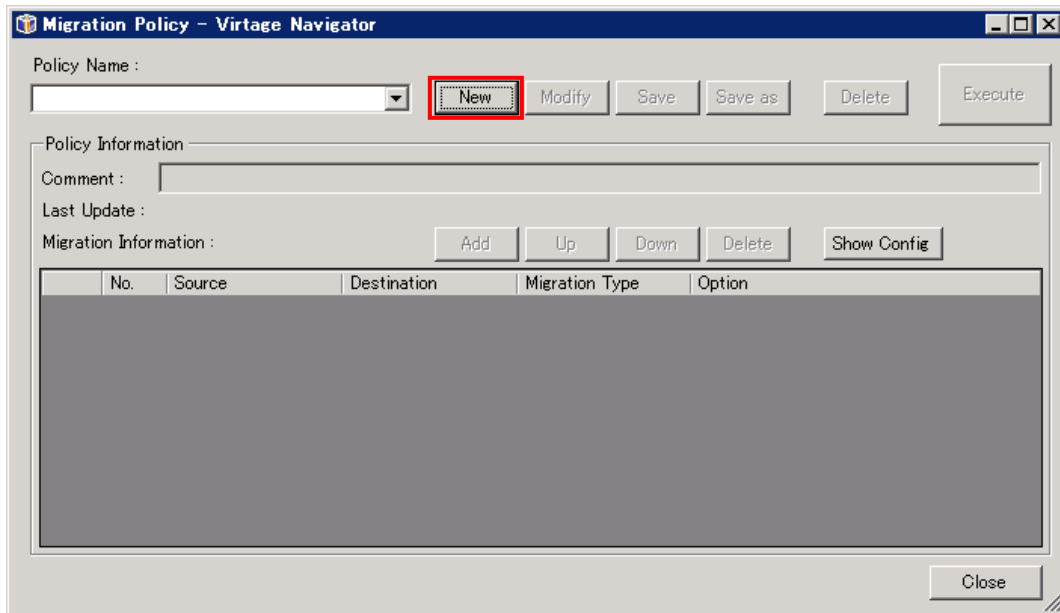 Migration Policy - Virtage Navigator
Policy Name :
New Modify Save Save as Delete Execute
Policy Information
Comment :
Last Update :
Migration Information : Add Up Down Delete Show Config
No. Source Destination Migration Type Option
Close